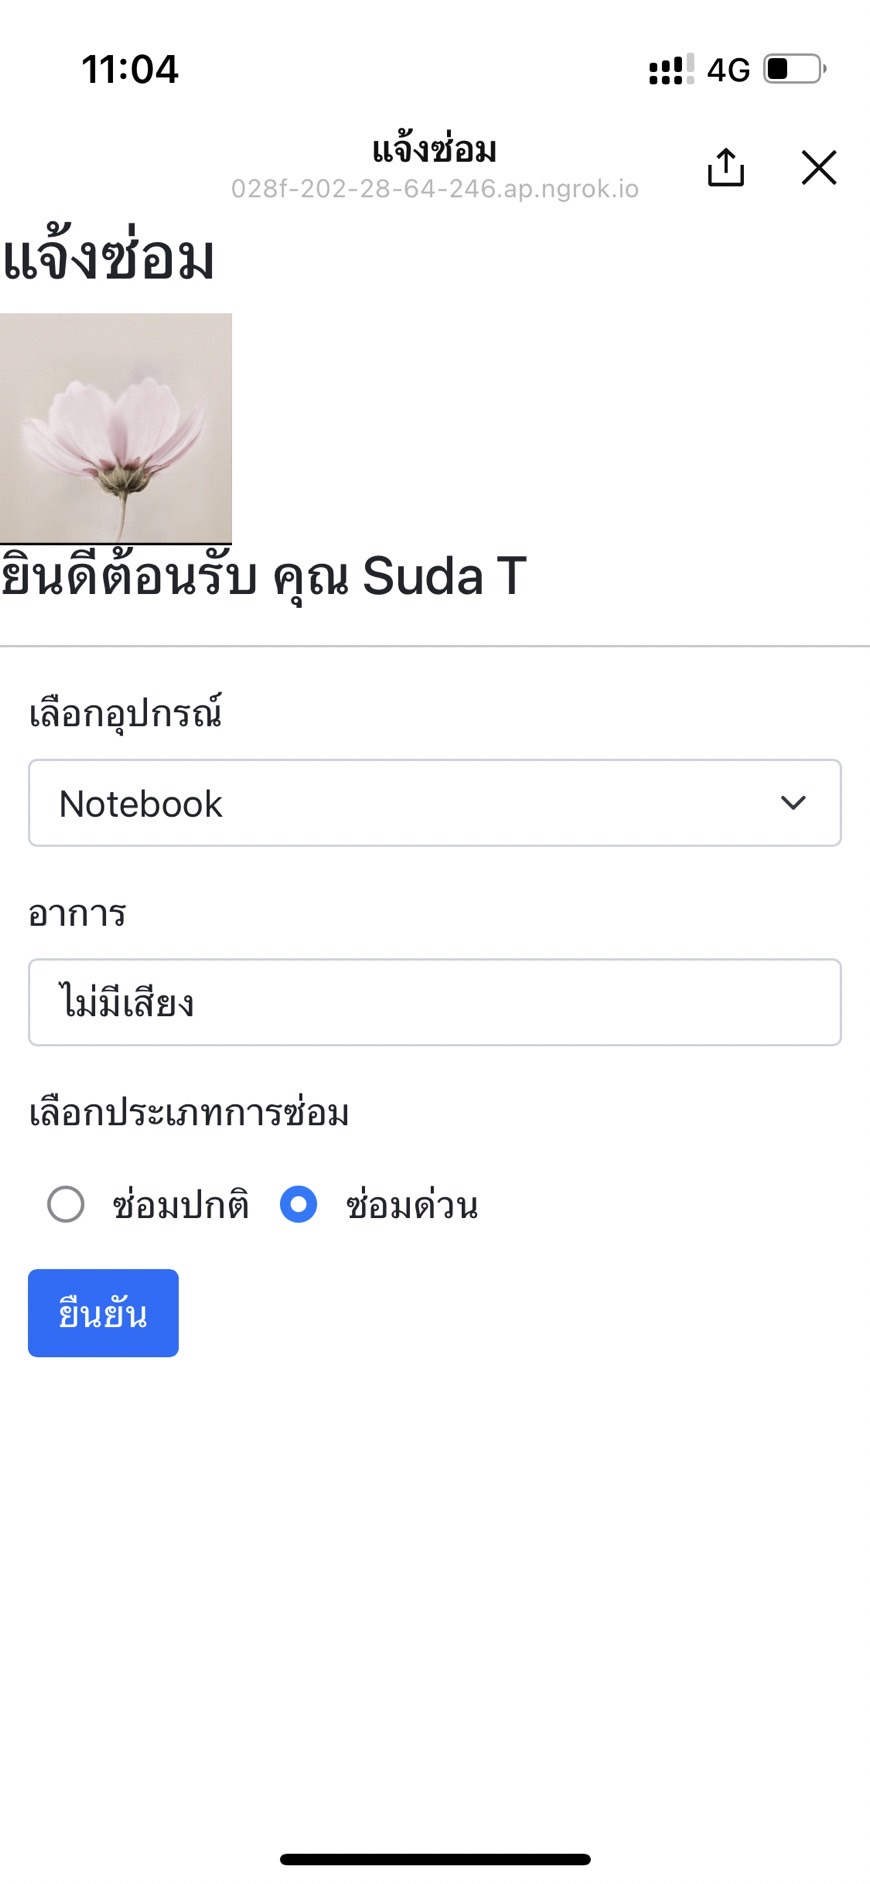 11:04 4G
แจ้งซ่อม
028f-202-28-64-246.ap.ngrok.io
แจ้งซ่อม
ยินดีต้อนรับ คุณ Suda T
เลือกอุปกรณ์
Notebook
อาการ
ไม่มีเสียง
เลือกประเภทการซ่อม
ซ่อมปกติ ซ่อมด่วน
ยืนยัน